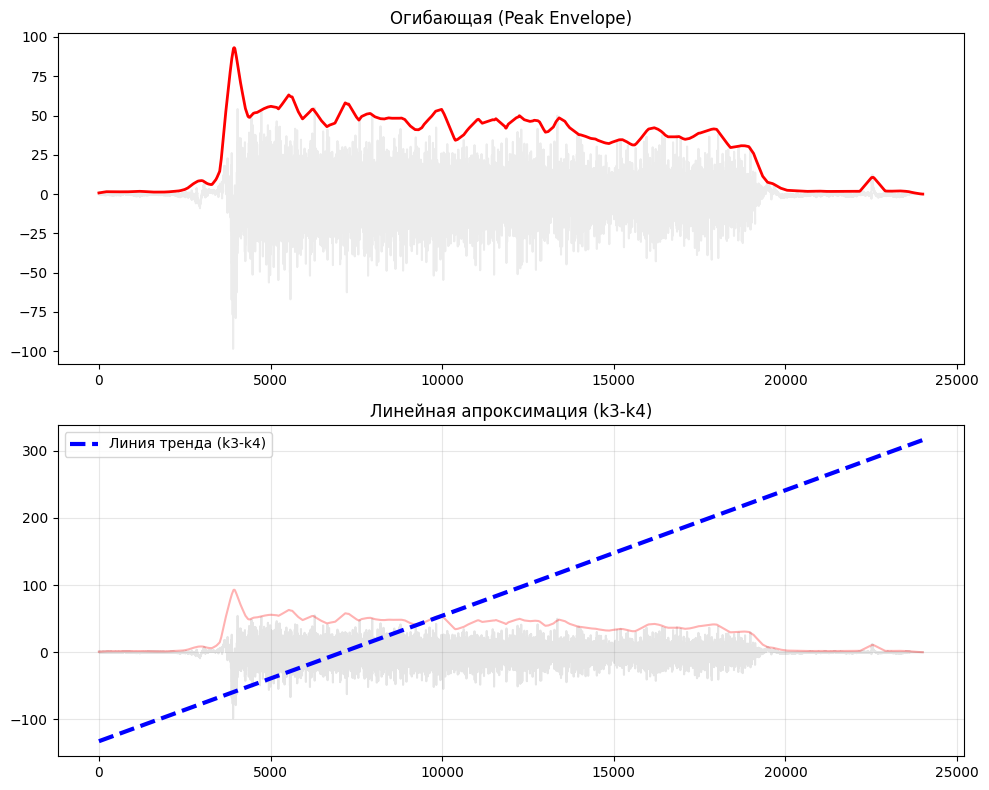 Огибающая (Peak Envelope)
100
75
50
25
0
−25
−50
−75
−100
0 5000 10000 15000 20000 25000
Линейная апроксимация (k3-k4)
Линия тренда (k3-k4)
300
200
100
0
−100
0 5000 10000 15000 20000 25000